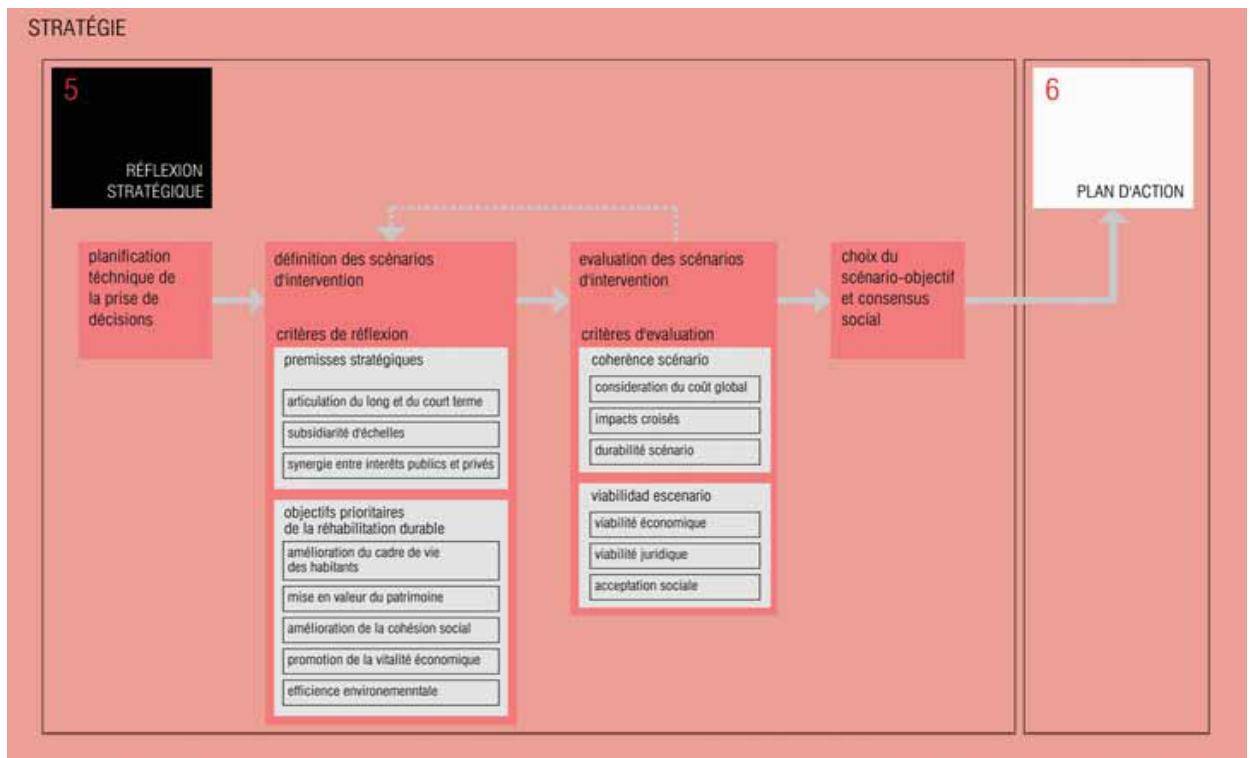 STRATÉGIE
5
RÉFLEXION
STRATÉGIQUE
6
PLAN D'ACTION
planification
téchnique de
la prise de
décisions
définition des scénarios
d'intervention
critères de réflexion
premisses stratégiques
articulation du long et du court terme
subsidiarité d'échelles
synergie entre interêts publics et privés
objectifs prioritaires
de la réhabilitation durable
amélioration du cadre de vie
des habitants
mise en valeur du patrimoine
amélioration de la cohésion social
promotion de la vitalité économique
efficience environementale
evaluation des scénarios
d'intervention
critères d'evaluation
coherènce scénario
consideration du coût global
impacts croisés
durabilité scénario
viabilidad escenario
viabilité économique
viabilité juridique
acceptation sociale
choix du
scénario-objectif
et consensus
social